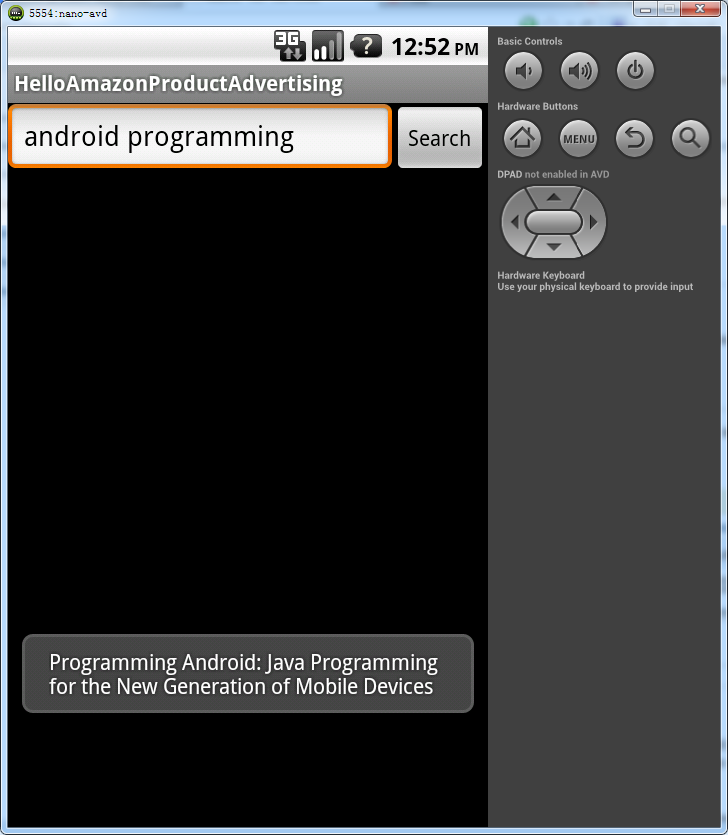 5554:nano-avd
3G ? 12:52 PM
HelloAmazonProductAdvertising
android programming
Search
Programming Android: Java Programming
for the New Generation of Mobile Devices
Basic Controls
Hardware Buttons
MENU
DPAD not enabled in AVD
Hardware Keyboard
Use your physical keyboard to provide input